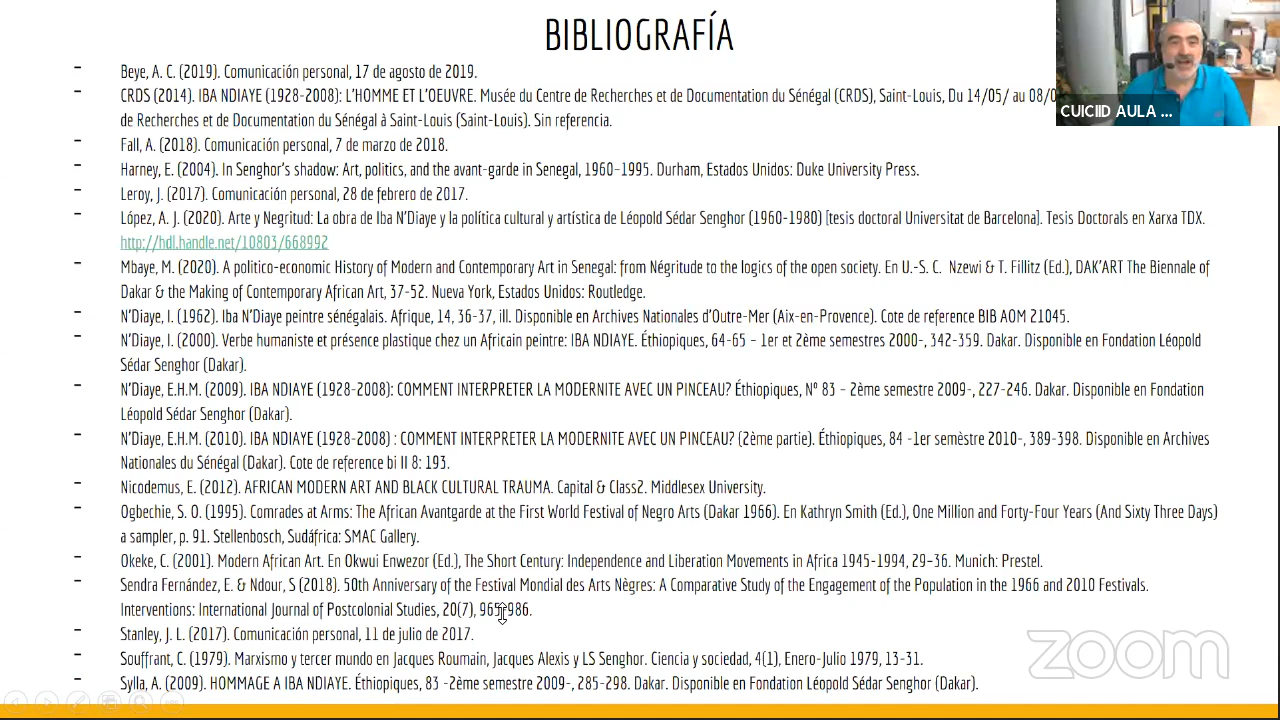 BIBLIOGRAFÍA
- Beye, A. C. (2019). Comunicación personal, 17 de agosto de 2019.
- CRDS (2014). IBA NDIAYE (1928-2008): L'HOMME ET L'OEUVRE. Musée du Centre de Recherches et de Documentation du Sénégal (CRDS), Saint-Louis, Du 14/05/ au 08/0
de Recherches et de Documentation du Sénégal à Saint-Louis (Saint-Louis). Sin referencia.
- Fall, A. (2018). Comunicación personal, 7 de marzo de 2018.
- Harney, E. (2004). In Senghor's shadow: Art, politics, and the avant-garde in Senegal, 1960–1995. Durham, Estados Unidos: Duke University Press.
- Leroy, J. (2017). Comunicación personal, 28 de febrero de 2017.
- López, A. J. (2020). Arte y Negritud: La obra de Iba N'Diaye y la política cultural y artística de Léopold Sédar Senghor (1960-1980) [tesis doctoral Universitat de Barcelona]. Tesis Doctorals en Xarxa TDX.
http://hdl.handle.net/10803/668992
- Mbaye, M. (2020). A politico-economic History of Modern and Contemporary Art in Senegal: from Négritude to the logics of the open society. En U.-S. C. Nzewi & T. Fillitz (Ed.), DAK'ART The Biennale of
Dakar & the Making of Contemporary African Art, 37-52. Nueva York, Estados Unidos: Routledge.
- N'Diaye, I. (1962). Iba N'Diaye peintre sénégalais. Afrique, 14, 36-37, ill. Disponible en Archives Nationales d'Outre-Mer (Aix-en-Provence). Cote de reference BIB AOM 21045.
- N'Diaye, I. (2000). Verbe humaniste et présence plastique chez un Africain peintre: IBA NDIAYE. Éthiopiques, 64-65 – 1er et 2ème semestres 2000-, 342-359. Dakar. Disponible en Fondation Léopold
Sédar Senghor (Dakar).
- N'Diaye, E.H.M. (2009). IBA NDIAYE (1928-2008): COMMENT INTERPRETER LA MODERNITE AVEC UN PINCEAU? Éthiopiques, Nº 83 – 2ème semestre 2009-, 227-246. Dakar. Disponible en Fondation
Léopold Sédar Senghor (Dakar).
- N'Diaye, E.H.M. (2010). IBA NDIAYE (1928-2008) : COMMENT INTERPRETER LA MODERNITE AVEC UN PINCEAU? (2ème partie). Éthiopiques, 84 -1er semèstre 2010-, 389-398. Disponible en Archives
Nationales du Sénégal (Dakar). Cote de reference bi II 8: 193.
- Nicodemus, E. (2012). AFRICAN MODERN ART AND BLACK CULTURAL TRAUMA. Capital & Class2. Middlesex University.
- Ogbechie, S. O. (1995). Comrades at Arms: The African Avantgarde at the First World Festival of Negro Arts (Dakar 1966). En Kathryn Smith (Ed.), One Million and Forty-Four Years (And Sixty Three Days)
a sampler, p. 91. Stellenbosch, Sudáfrica: SMAC Gallery.
- Okeke, C. (2001). Modern African Art. En Okwui Enwezor (Ed.), The Short Century: Independence and Liberation Movements in Africa 1945-1994, 29–36. Munich: Prestel.
- Sendra Fernández, E. & Ndour, S (2018). 50th Anniversary of the Festival Mondial des Arts Nègres: A Comparative Study of the Engagement of the Population in the 1966 and 2010 Festivals.
Interventions: International Journal of Postcolonial Studies, 20(7), 965-986.
- Stanley, J. L. (2017). Comunicación personal, 11 de julio de 2017.
- Souffrant, C. (1979). Marxismo y tercer mundo en Jacques Roumain, Jacques Alexis y LS Senghor. Ciencia y sociedad, 4(1), Enero-Julio 1979, 13-31.
- Sylla, A. (2009). HOMMAGE A IBA NDIAYE. Éthiopiques, 83 -2ème semestre 2009-, 285-298. Dakar. Disponible en Fondation Léopold Sédar Senghor (Dakar).
CUICIID AULA ...
zoom